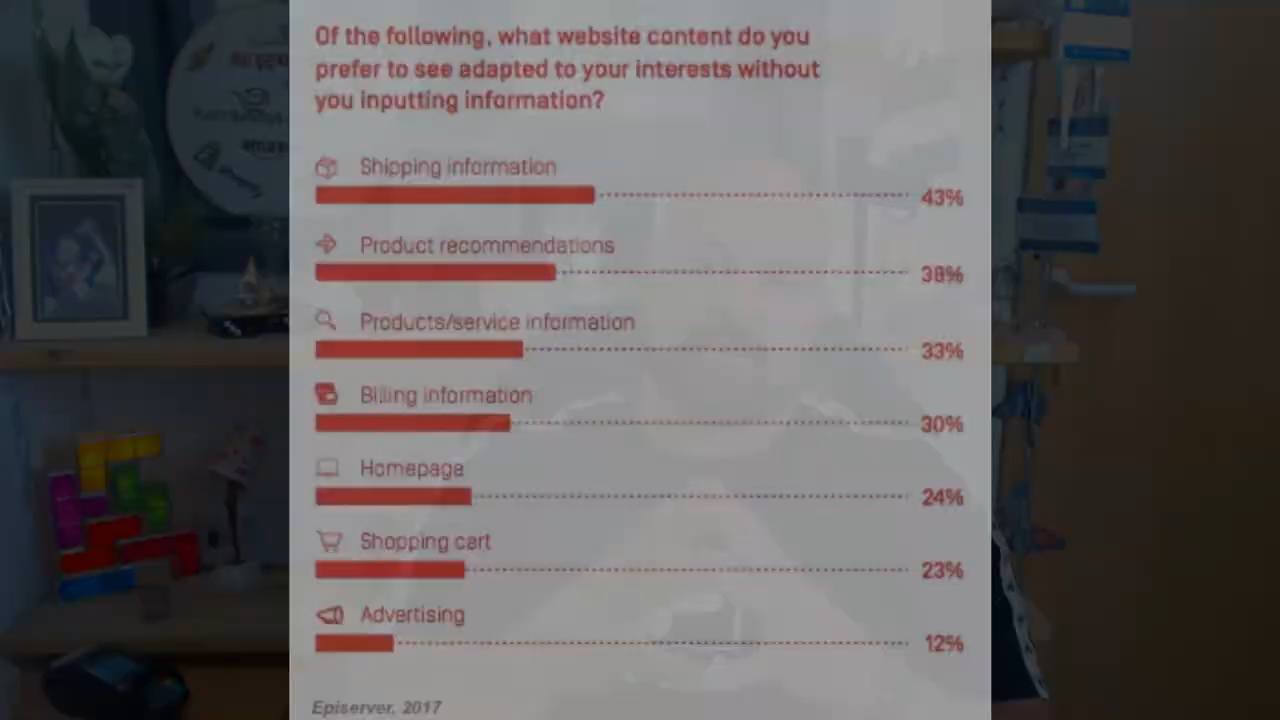 Of the following, what website content do you
prefer to see adapted to your interests without
you inputting information?
Shipping information
43%
Product recommendations
38%
Products/service information
33%
Billing information
30%
Homepage
24%
Shopping cart
23%
Advertising
12%
Episerver, 2017